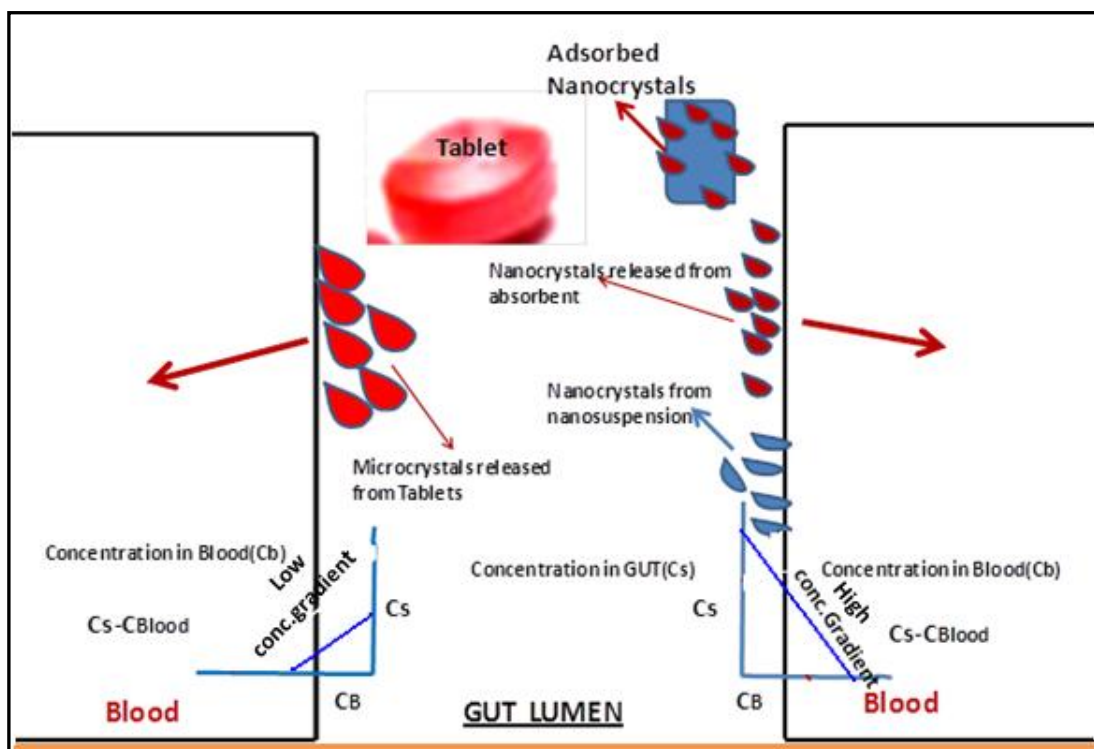 Adsorbed
Nanocrystals
Tablet
Nanocrystals released from
absorbent
Nanocrystals from
nanosuspension
Microcrystals released
from Tablets
Concentration in Blood(Cb)
Low
conc.gradient
Cs-CBlood
Cs
CB
Blood
GUT LUMEN
Concentration in GUT(Cs)
Cs
CB
High
conc.Gradient
Concentration in Blood(Cb)
Cs-CBlood
Blood